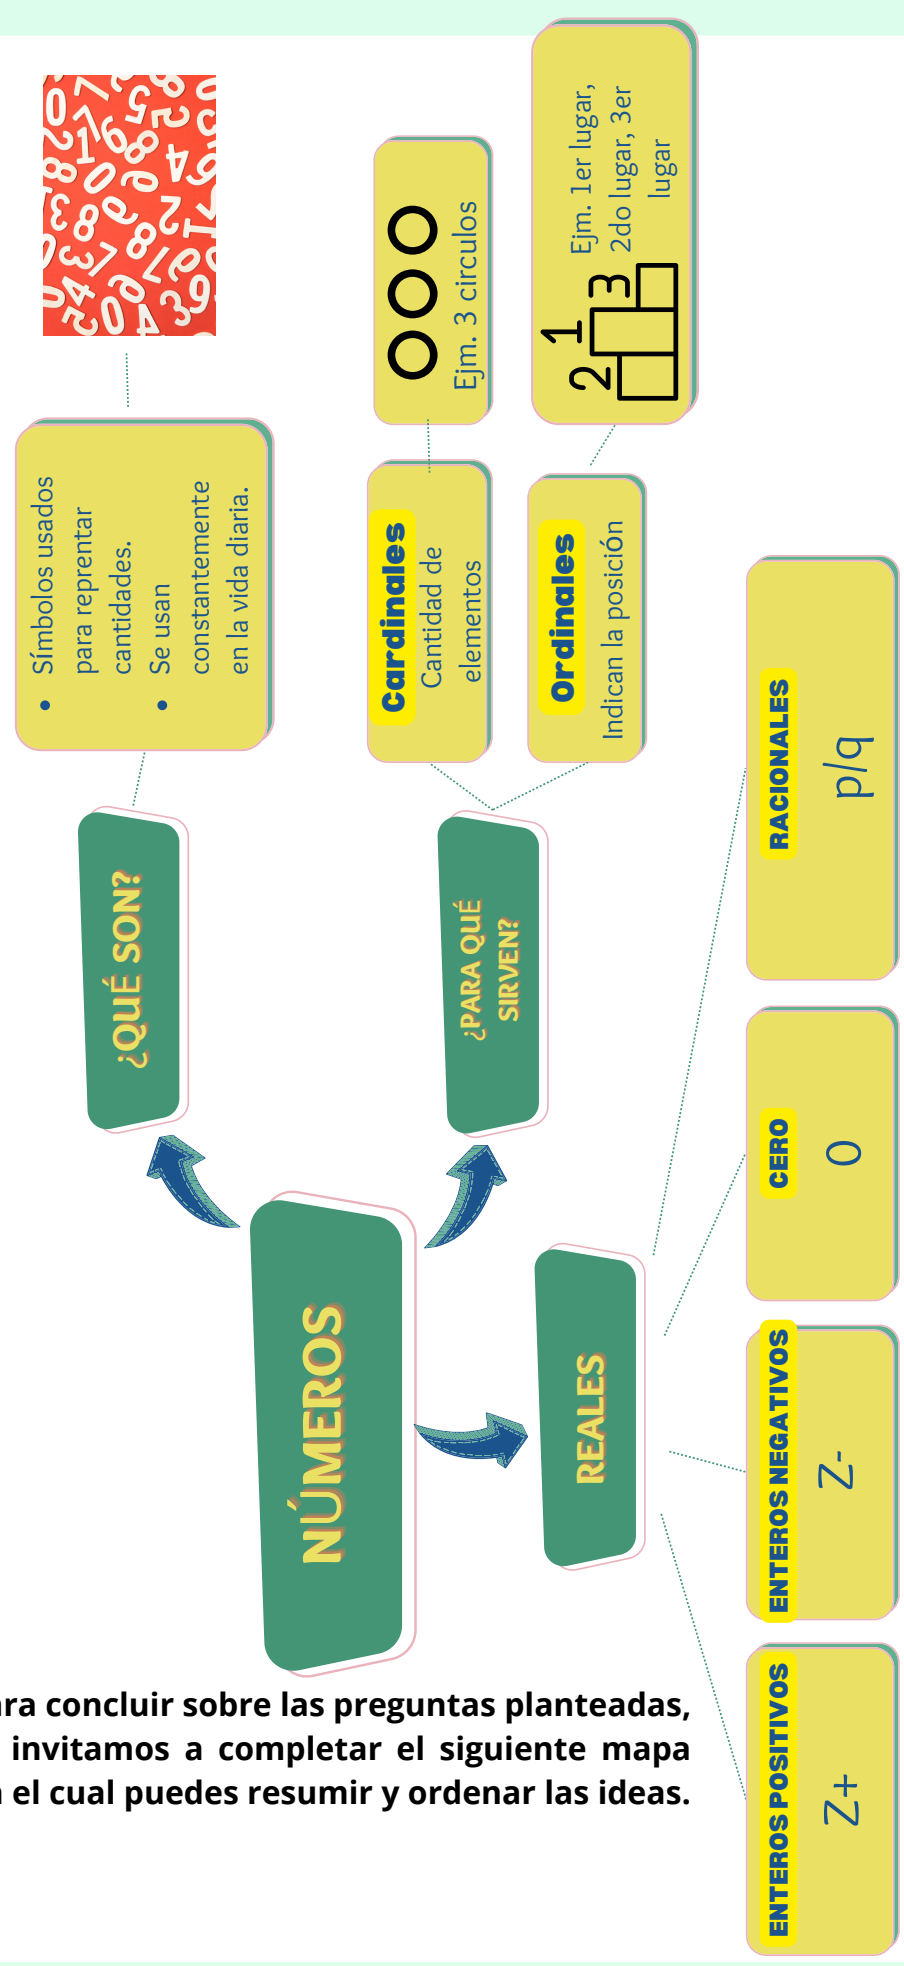 NÚMEROS
¿QUÉ SON?
• Símbolos usados
para reprentar
cantidades.
• Se usan
constantemente
en la vida diaria.
¿PARA QUÉ
SIRVEN?
Cardinales
Cantidad de
elementos
Ejm. 3 circulos
Ordinales
Indican la posición
2 1 3
Ejm. 1er lugar,
2do lugar, 3er
lugar
REALES
ENTEROS POSITIVOS
Z+
ENTEROS NEGATIVOS
Z-
CERO
0
RACIONALES
p/q
concluir sobre las preguntas planteadas,
invitamos a completar el siguiente mapa
el cual puedes resumir y ordenar las ideas.